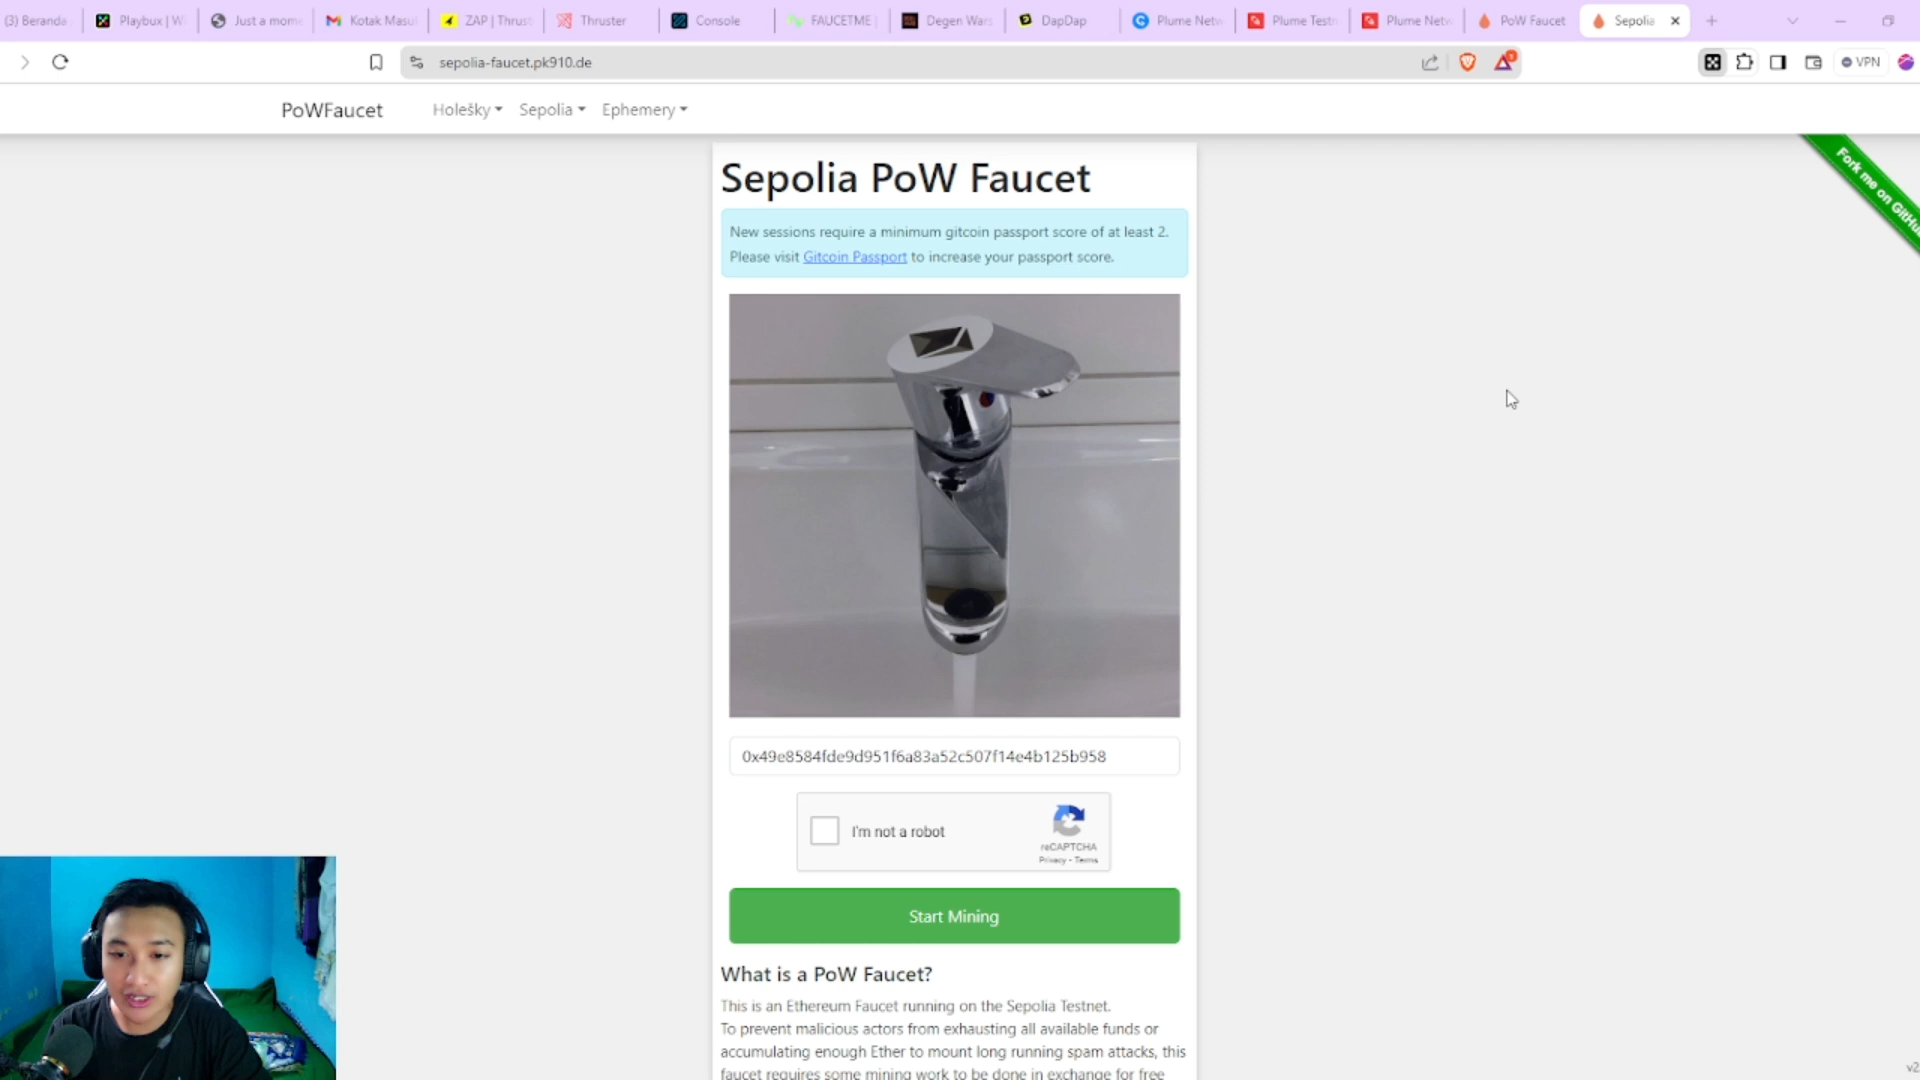 (3) Beranda
Playbux | W
Just a mome
Kotak Masu
ZAP | Thrust
Thruster
Console
FAUCETME |
Degen Wars
DapDap
Plume Netw
Plume Testn
Plume Netw
PoW Faucet
Sepolia
sepolia-faucet.pk910.de
VPN
PoWFaucet
Holešky
Sepolia
Ephemery
Fork me on GitHu
Sepolia PoW Faucet
New sessions require a minimum gitcoin passport score of at least 2.
Please visit Gitcoin Passport to increase your passport score.
0x49e8584fde9d951f6a83a52c507f14e4b125b958
I'm not a robot
reCAPTCHA
Privacy - Terms
Start Mining
What is a PoW Faucet?
This is an Ethereum Faucet running on the Sepolia Testnet.
To prevent malicious actors from exhausting all available funds or
accumulating enough Ether to mount long running spam attacks, this
faucet requires some mining work to be done in exchange for free
v2